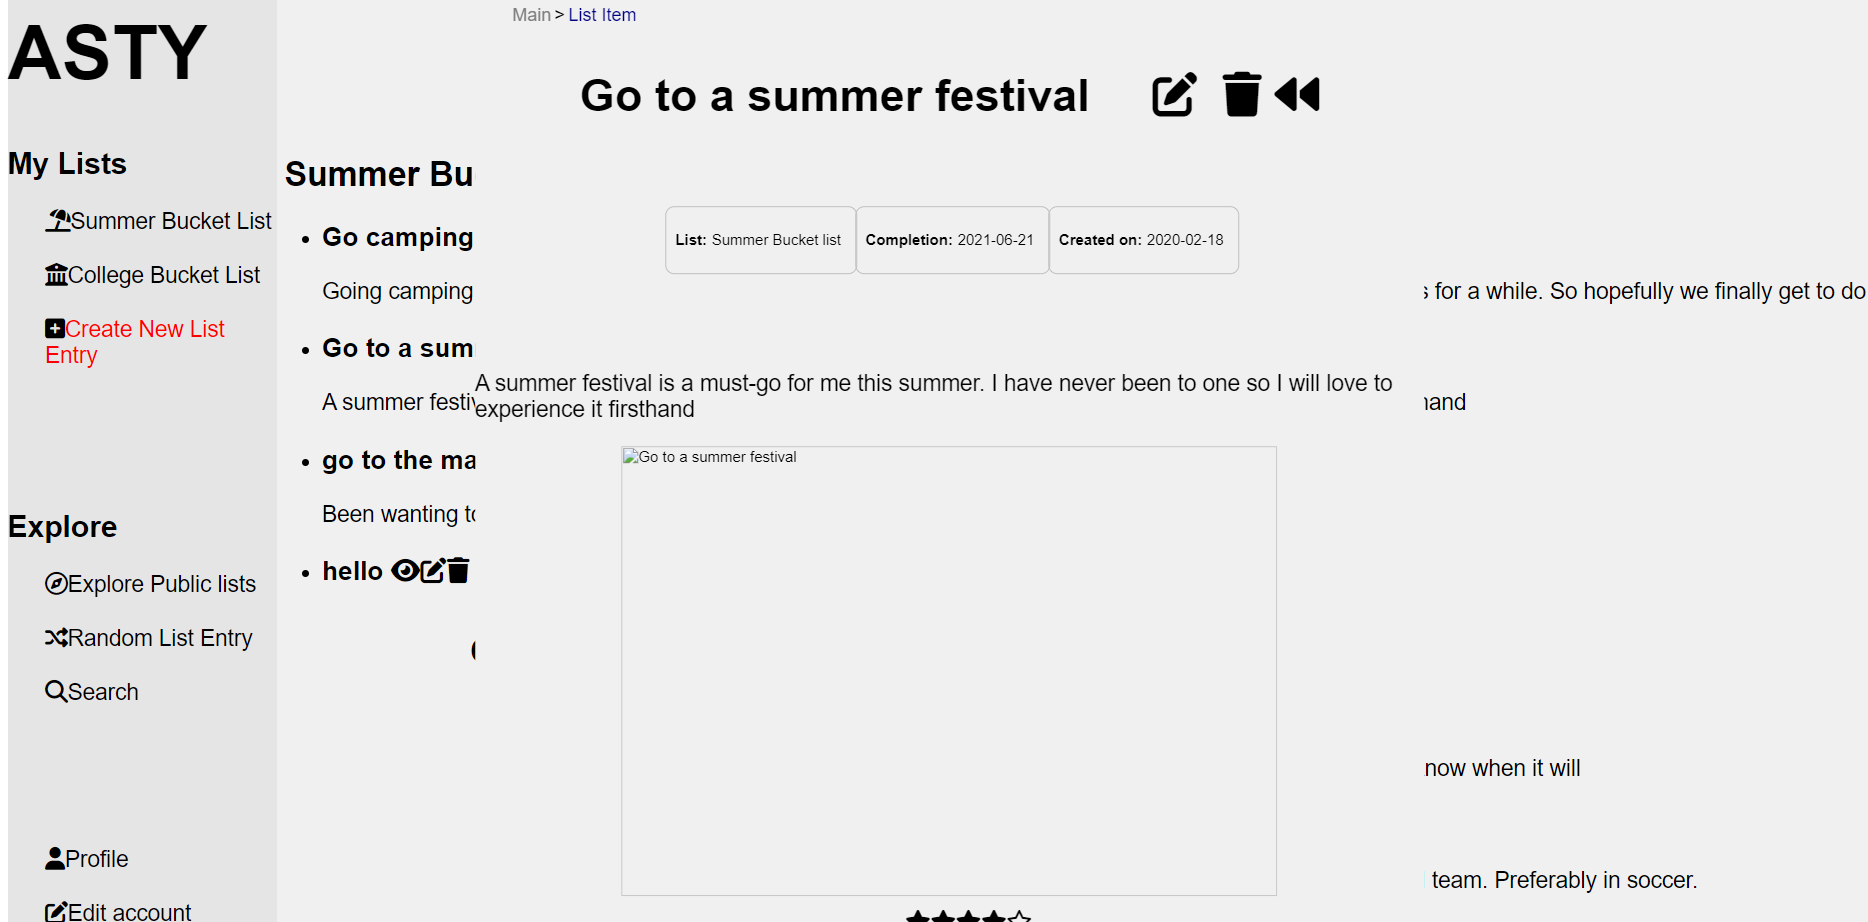 ASTY
My Lists
Summer Bucket List
College Bucket List
Create New List
Entry
Explore
Explore Public lists
Random List Entry
Search
Profile
Edit account
Summer Bu
Go camping
Going camping
Go to a sum
A summer festiv
go to the ma
Been wanting to
hello
Main > List Item
Go to a summer festival
List: Summer Bucket list
Completion: 2021-06-21
Created on: 2020-02-18
A summer festival is a must-go for me this summer. I have never been to one so I will love to
experience it firsthand
Go to a summer festival
s for a while. So hopefully we finally get to do
hand
now when it will
team. Preferably in soccer.